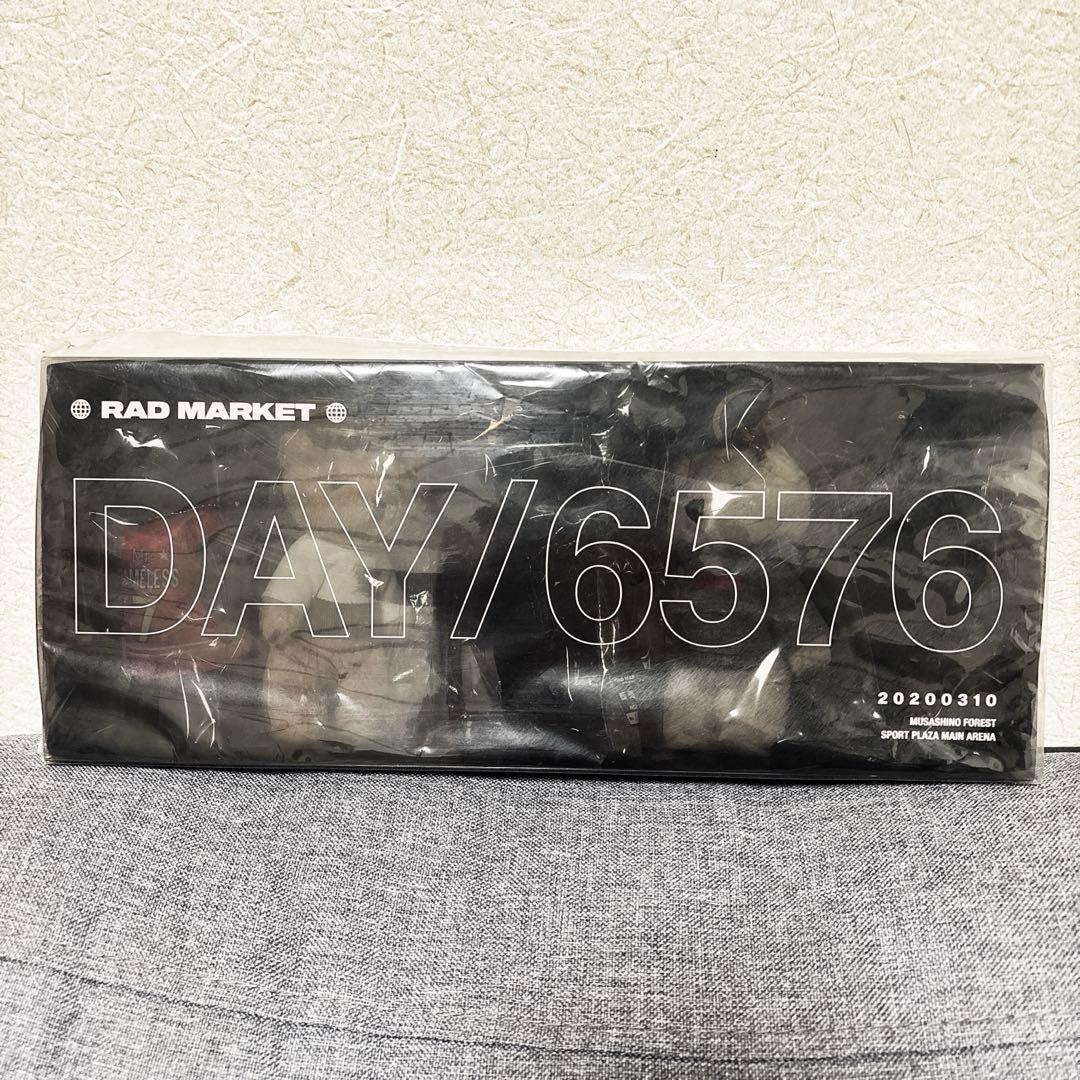 RAD MARKET
DAY/6576
20200310
MUSASHINO FOREST
SPORT PLAZA MAIN ARENA